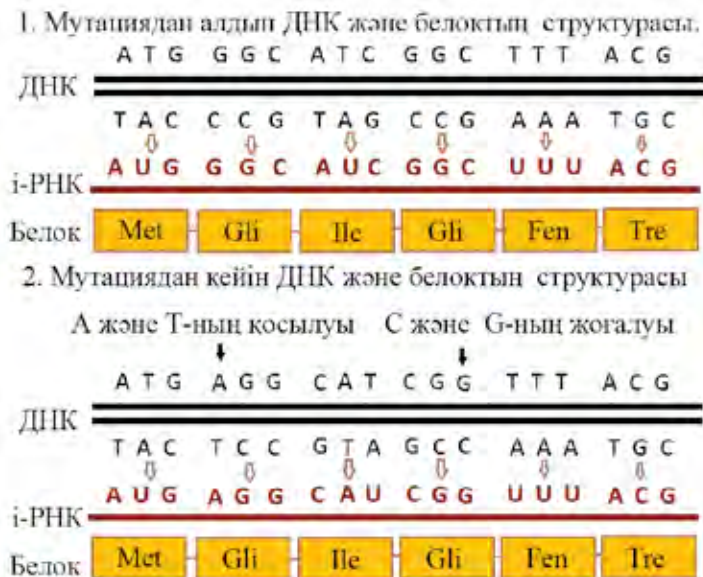 1. Мутациядан алдын ДНК және белоктың структурасы.
A T G G G C A T C G G C T T T A C G
ДНК
T A C C C G T A G C C G A A A T G C
A U G G G C A U C G G C U U U A C G
і-РНК
Белок Met Gli Ile Gli Fen Tre
2. Мутациядан кейін ДНК және белоктың структурасы
А және Т-ның қосылуы С және G-ның жоғалуы
A T G A G G C A T C G G T T T A C G
ДНК
T A C T C C G T A G C C A A A T G C
A U G A G G C A U C G G U U U A C G
і-РНК
Белок Met Gli Ile Gli Fen Tre